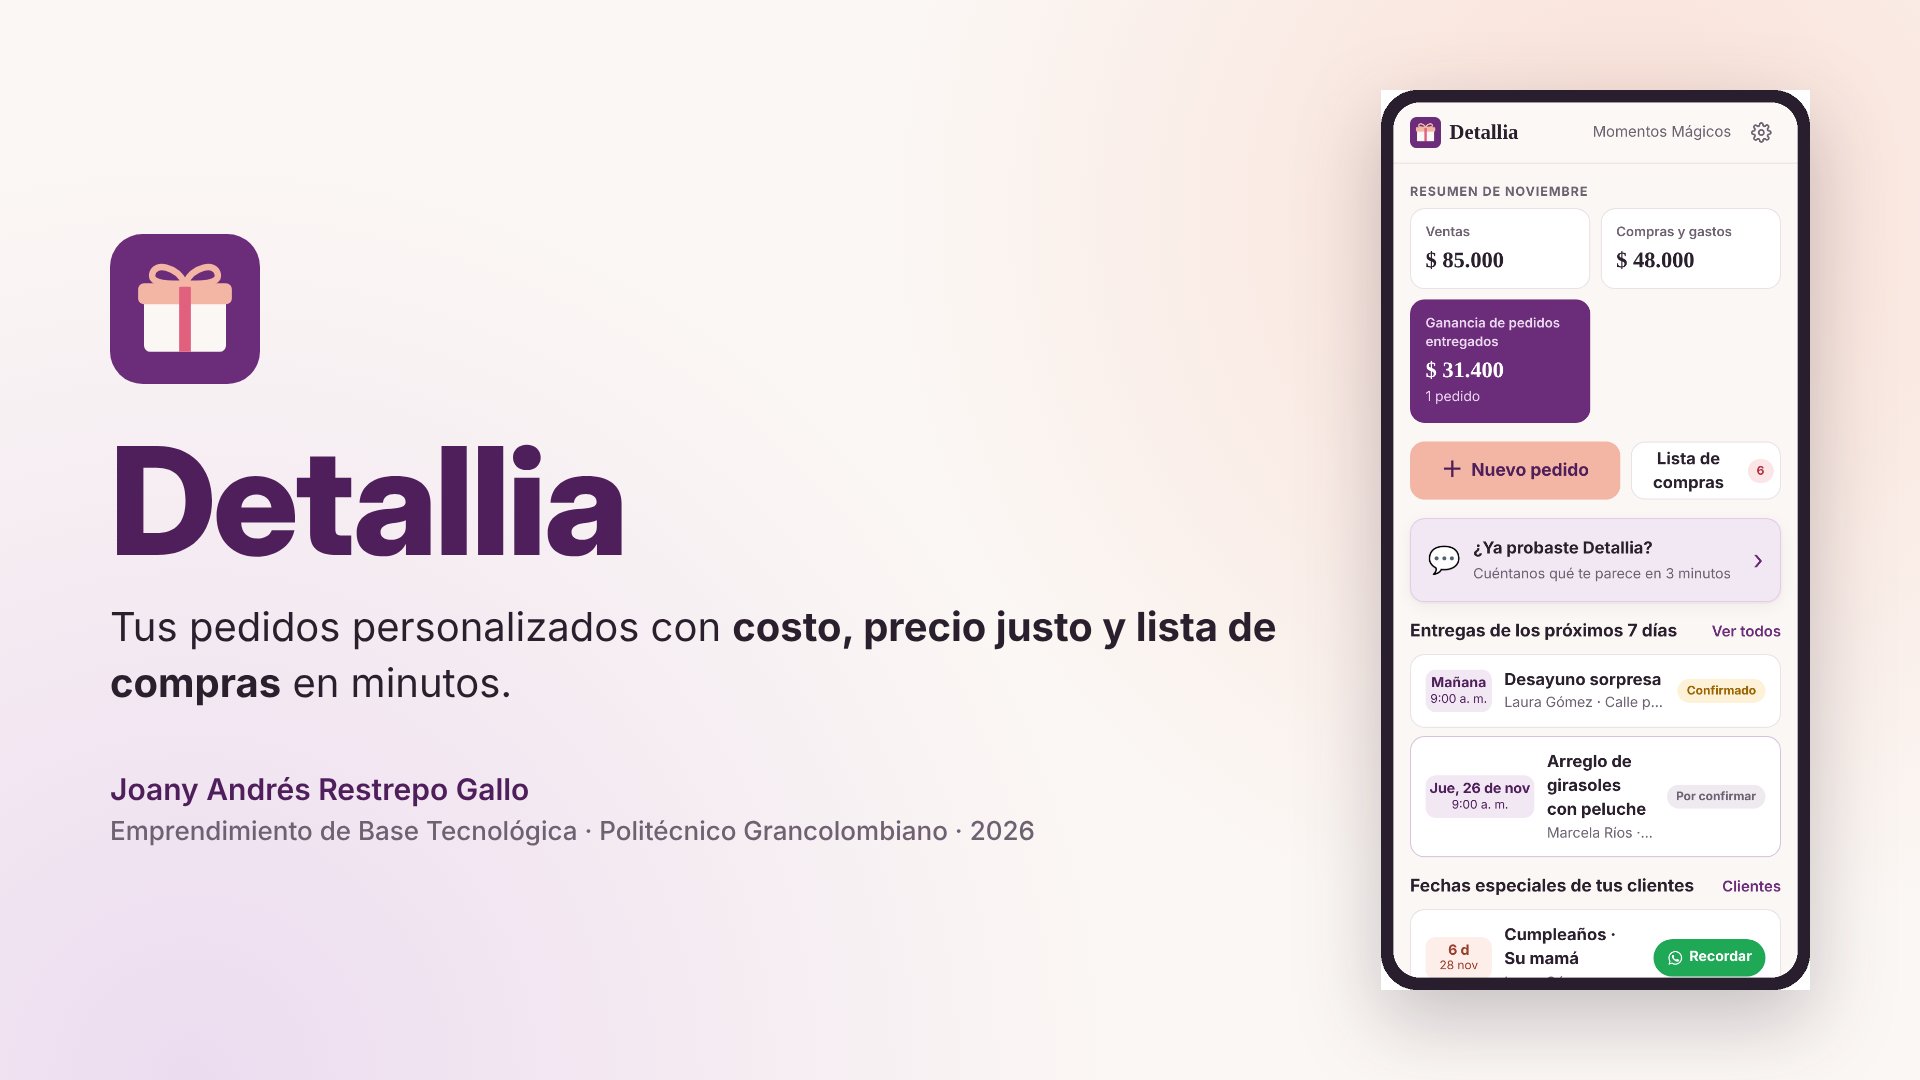 Detallia
Tus pedidos personalizados con costo, precio justo y lista de
compras en minutos.
Joany Andrés Restrepo Gallo
Emprendimiento de Base Tecnológica · Politécnico Grancolombiano · 2026
Detallia
Momentos Mágicos
RESUMEN DE NOVIEMBRE
Ventas
$ 85.000
Compras y gastos
$ 48.000
Ganancia de pedidos
entregados
$ 31.400
1 pedido
+ Nuevo pedido
Lista de
compras
6
¿Ya probaste Detallia?
Cuéntanos qué te parece en 3 minutos
Entregas de los próximos 7 días
Ver todos
Mañana
9:00 a. m.
Desayuno sorpresa
Laura Gómez · Calle p...
Confirmado
Jue, 26 de nov
9:00 a. m.
Arreglo de
girasoles
con peluche
Marcela Ríos ·...
Por confirmar
Fechas especiales de tus clientes
Clientes
6 d
28 nov
Cumpleaños ·
Su mamá
Recordar